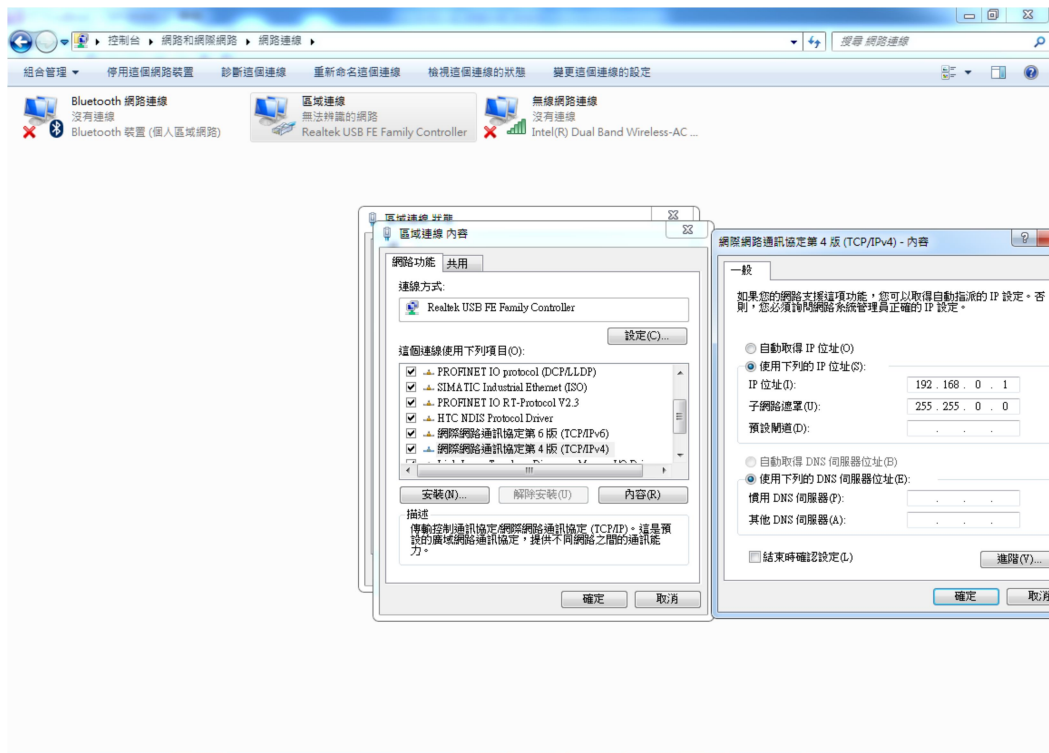 控制台 ▸ 網路和網際網路 ▸ 網路連線 ▸
搜尋 網路連線
組合管理 ▼ 停用這個網路裝置 診斷這個連線 重新命名這個連線 檢視這個連線的狀態 變更這個連線的設定
Bluetooth 網路連線
沒有連線
Bluetooth 裝置 (個人區域網路)
區域連線
無法辨識的網路
Realtek USB FE Family Controller
無線網路連線
沒有連線
Intel(R) Dual Band Wireless-AC ...
區域連線 狀態
區域連線 內容
網路功能 共用
連線方式:
Realtek USB FE Family Controller
設定(C)...
這個連線使用下列項目(O):
PROFINET IO protocol (DCP/LLDP)
SIMATIC Industrial Ethernet (ISO)
PROFINET IO RT-Protocol V2.3
HTC NDIS Protocol Driver
網際網路通訊協定第 6 版 (TCP/IPv6)
網際網路通訊協定第 4 版 (TCP/IPv4)
安裝(N)... 解除安裝(U) 內容(R)
描述
傳輸控制通訊協定/網際網路通訊協定 (TCP/IP)。這是預
設的廣域網路通訊協定，提供不同網路之間的通訊能
力。
確定 取消
網際網路通訊協定第 4 版 (TCP/IPv4) - 內容
一般
如果您的網路支援這項功能，您可以取得自動指派的 IP 設定。否
則，您必須詢問網路系統管理員正確的 IP 設定。
自動取得 IP 位址(O)
使用下列的 IP 位址(S):
IP 位址(I): 192 . 168 . 0 . 1
子網路遮罩(U): 255 . 255 . 0 . 0
預設閘道(D): . . .
自動取得 DNS 伺服器位址(B)
使用下列的 DNS 伺服器位址(E):
慣用 DNS 伺服器(P): . . .
其他 DNS 伺服器(A): . . .
結束時確認設定(L)
進階(V)...
確定 取消